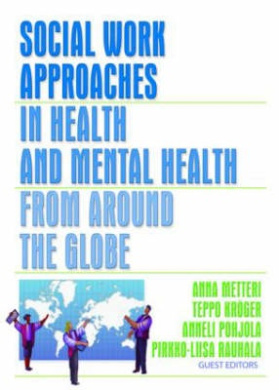 SOCIAL WORK
APPROACHES
IN HEALTH
AND MENTAL HEALTH
FROM AROUND
THE GLOBE
ANNA METTERI
TEPPO KRÖGER
ANNELI POHJOLA
PIRKKO-LIISA RAUHALA
GUEST EDITORS